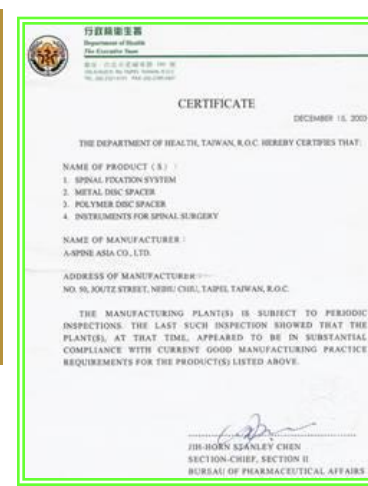 行政院衛生署
Department of Health
The Executive Yuan
CERTIFICATE
DECEMBER 15, 2003
THE DEPARTMENT OF HEALTH, TAIWAN, R.O.C. HEREBY CERTIFIES THAT:
NAME OF PRODUCT ( S ) :
1. SPINAL FIXATION SYSTEM
2. METAL DISC SPACER
3. POLYMER DISC SPACER
4. INSTRUMENTS FOR SPINAL SURGERY
NAME OF MANUFACTURER :
A-SPINE ASIA CO., LTD.
ADDRESS OF MANUFACTURER :
NO. 50, JOUTZ STREET, NEIHU CHIU, TAIPEI, TAIWAN, R.O.C.
THE MANUFACTURING PLANT(S) IS SUBJECT TO PERIODIC
INSPECTIONS. THE LAST SUCH INSPECTION SHOWED THAT THE
PLANT(S), AT THAT TIME, APPEARED TO BE IN SUBSTANTIAL
COMPLIANCE WITH CURRENT GOOD MANUFACTURING PRACTICE
REQUIREMENTS FOR THE PRODUCT(S) LISTED ABOVE.
JIH-HORN STANLEY CHEN
SECTION-CHIEF, SECTION II
BUREAU OF PHARMACEUTICAL AFFAIRS